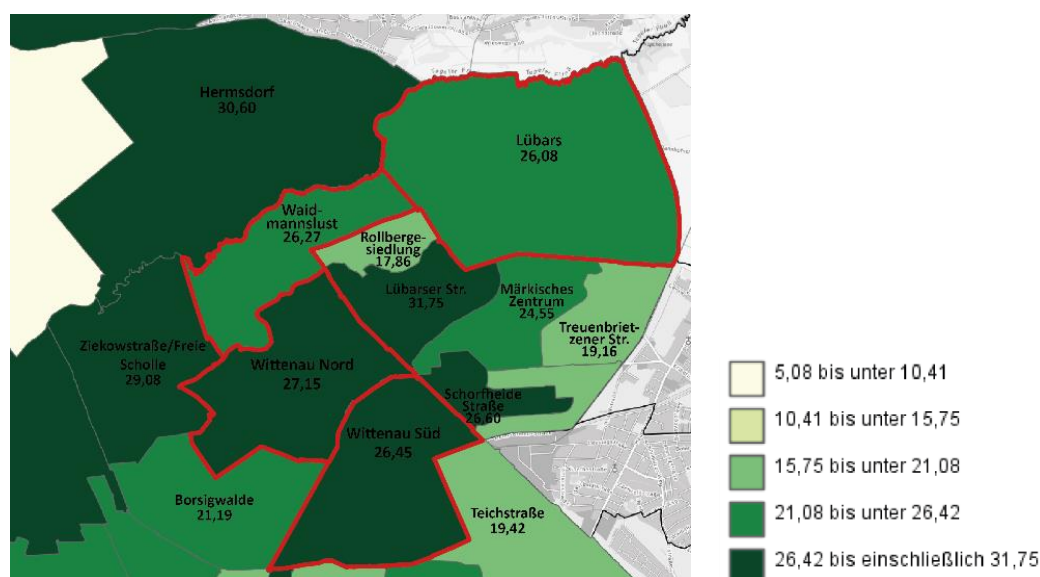 Hermsdorf
30,60
Lübars
26,08
Waid-
mannslust
26,27
Rollberge-
siedlung
17,86
Lübarser Str.
31,75
Märkisches
Zentrum
24,55
Treuenbriet-
zener Str.
19,16
Ziekowstraße/Freie
Scholle
29,08
Wittenau Nord
27,15
Schorfheide
Straße
26,60
Wittenau Süd
26,45
Borsigwalde
21,19
Teichstraße
19,42
5,08 bis unter 10,41
10,41 bis unter 15,75
15,75 bis unter 21,08
21,08 bis unter 26,42
26,42 bis einschließlich 31,75